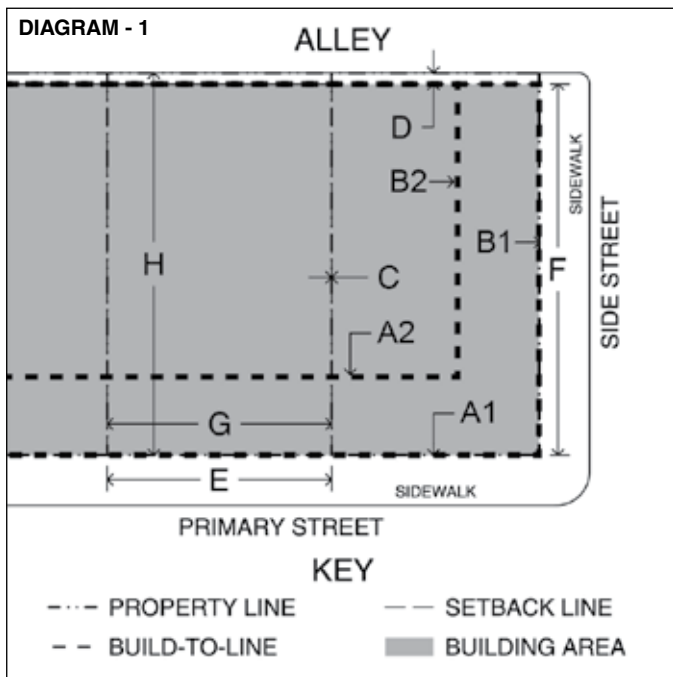 DIAGRAM - 1
ALLEY
D
B2
SIDEWALK
B1
F
SIDE STREET
H
C
A2
G
A1
E
SIDEWALK
PRIMARY STREET
KEY
PROPERTY LINE
SETBACK LINE
BUILD-TO-LINE
BUILDING AREA